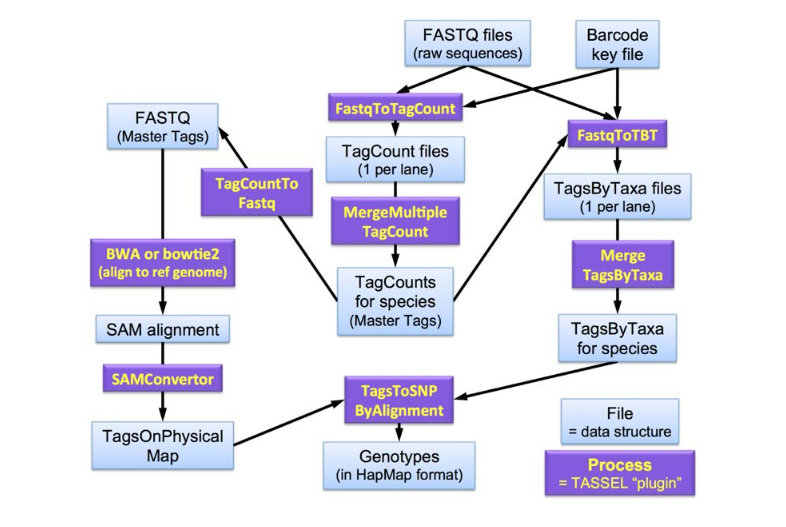 FASTQ files
(raw sequences)
Barcode
key file
FastqToTagCount
FASTQ
(Master Tags)
FastqToTBT
TagCount files
(1 per lane)
TagCountTo
Fastq
TagsByTaxa files
(1 per lane)
MergeMultiple
TagCount
BWA or bowtie2
(align to ref genome)
Merge
TagsByTaxa
TagCounts
for species
(Master Tags)
SAM alignment
TagsByTaxa
for species
SAMConvertor
TagsToSNP
ByAlignment
File
= data structure
TagsOnPhysical
Map
Genotypes
(in HapMap format)
Process
= TASSEL “plugin”